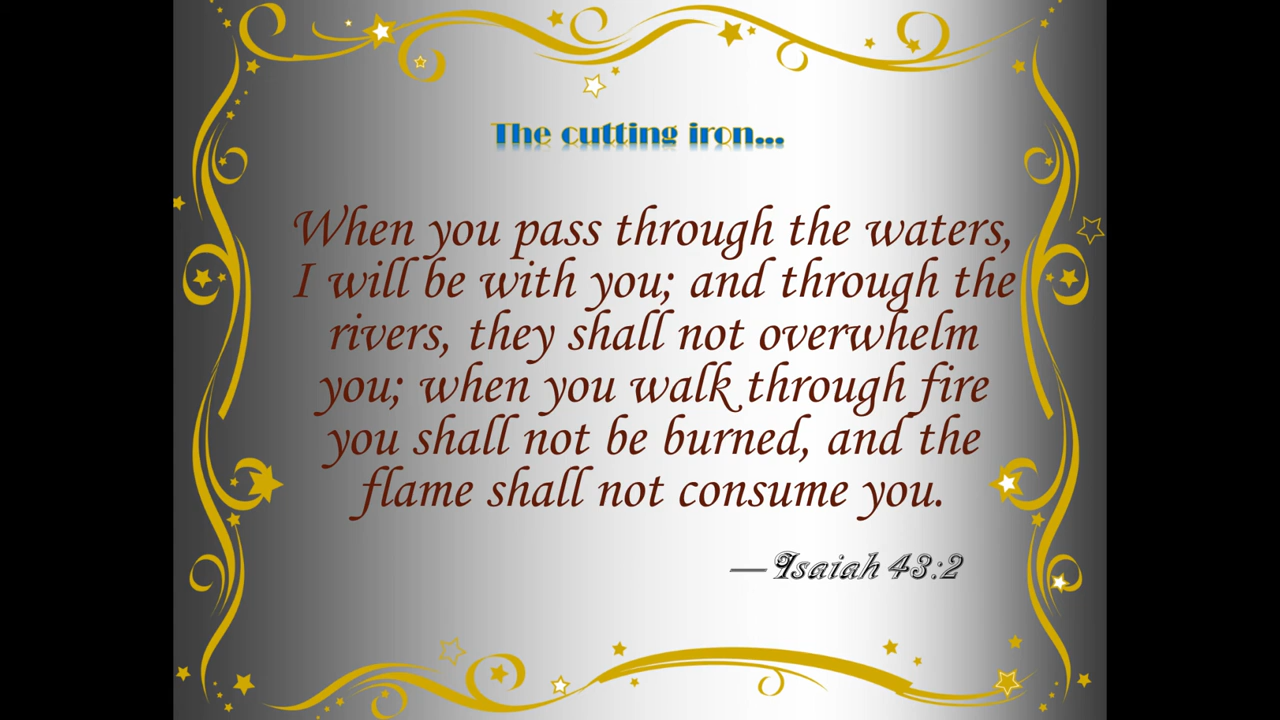 The cutting iron...
When you pass through the waters,
I will be with you; and through the
rivers, they shall not overwhelm
you; when you walk through fire
you shall not be burned, and the
flame shall not consume you.
—Isaiah 43:2